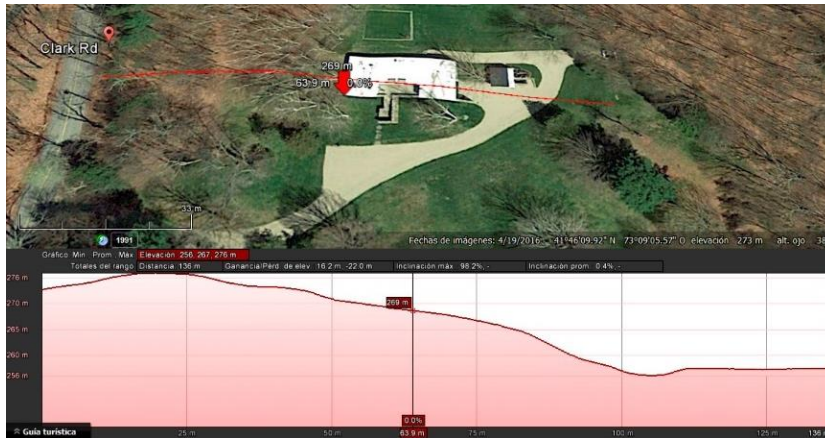 Clark Rd
269 m
63.9 m 0.0%
33 m
1991
Fechas de imágenes: 4/19/2016 41°46'09.92" N 73°09'05.57" O elevación 273 m alt. ojo 38
Gráfico Min Prom Máx Elevación 256, 267, 276 m
Totales del rango Distancia 136 m Ganancia/Pérd. de elev. 16.2 m -22.0 m Inclinación máx. 98.2%, - Inclinación prom. 0.4%, -
276 m
270 m
269 m
265 m
260 m
256 m
0.0%
Guía turística 25 m 50 m 63.9 m 75 m 100 m 125 m 136 m